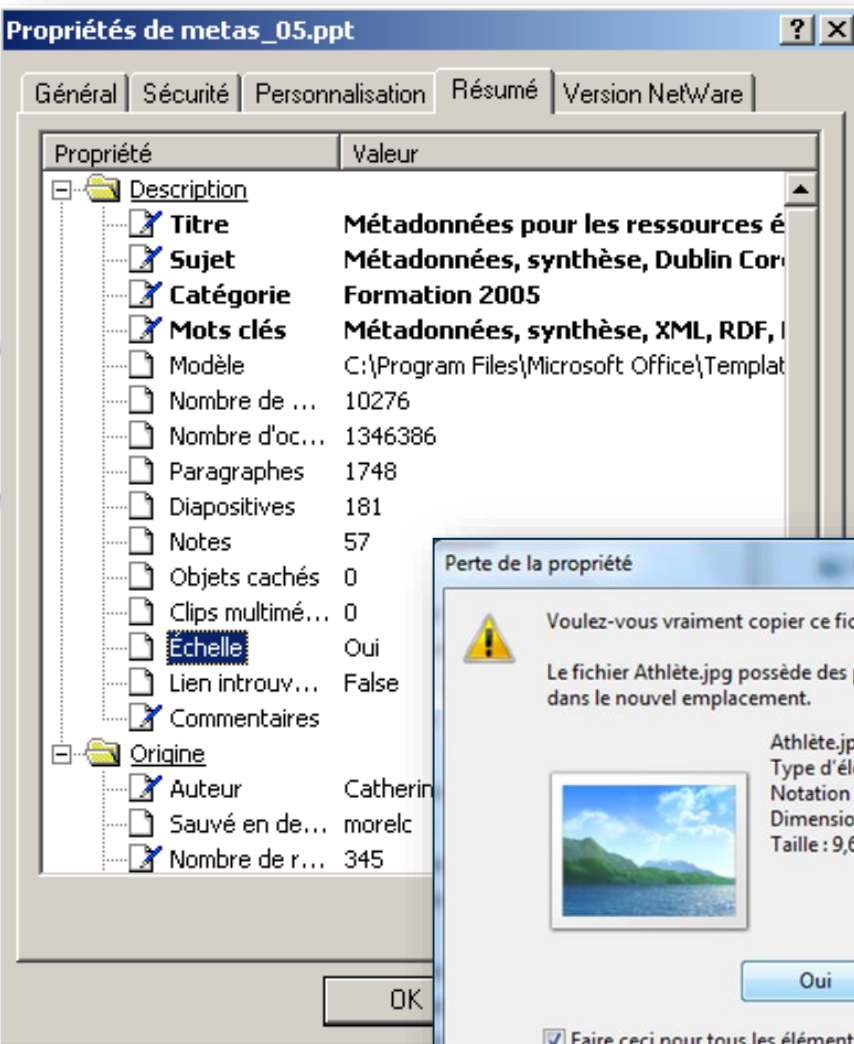 Propriétés de metas_05.ppt
Général Sécurité Personnalisation Résumé Version NetWare
Propriété Valeur
Description
Titre Métadonnées pour les ressources é
Sujet Métadonnées, synthèse, Dublin Cor
Catégorie Formation 2005
Mots clés Métadonnées, synthèse, XML, RDF,
Modèle C:\Program Files\Microsoft Office\Templat
Nombre de ... 10276
Nombre d'oc... 1346386
Paragraphes 1748
Diapositives 181
Notes 57
Objets cachés 0
Clips multimé... 0
Échelle Oui
Lien introuv... False
Commentaires
Origine
Auteur Catherin
Sauvé en de... morelc
Nombre de r... 345
OK
Perte de la propriété
Voulez-vous vraiment copier ce fic
Le fichier Athlète.jpg possède des p
dans le nouvel emplacement.
Athlète.jp
Type d'éle
Notation
Dimensio
Taille : 9,6
Oui
Faire ceci pour tous les élément